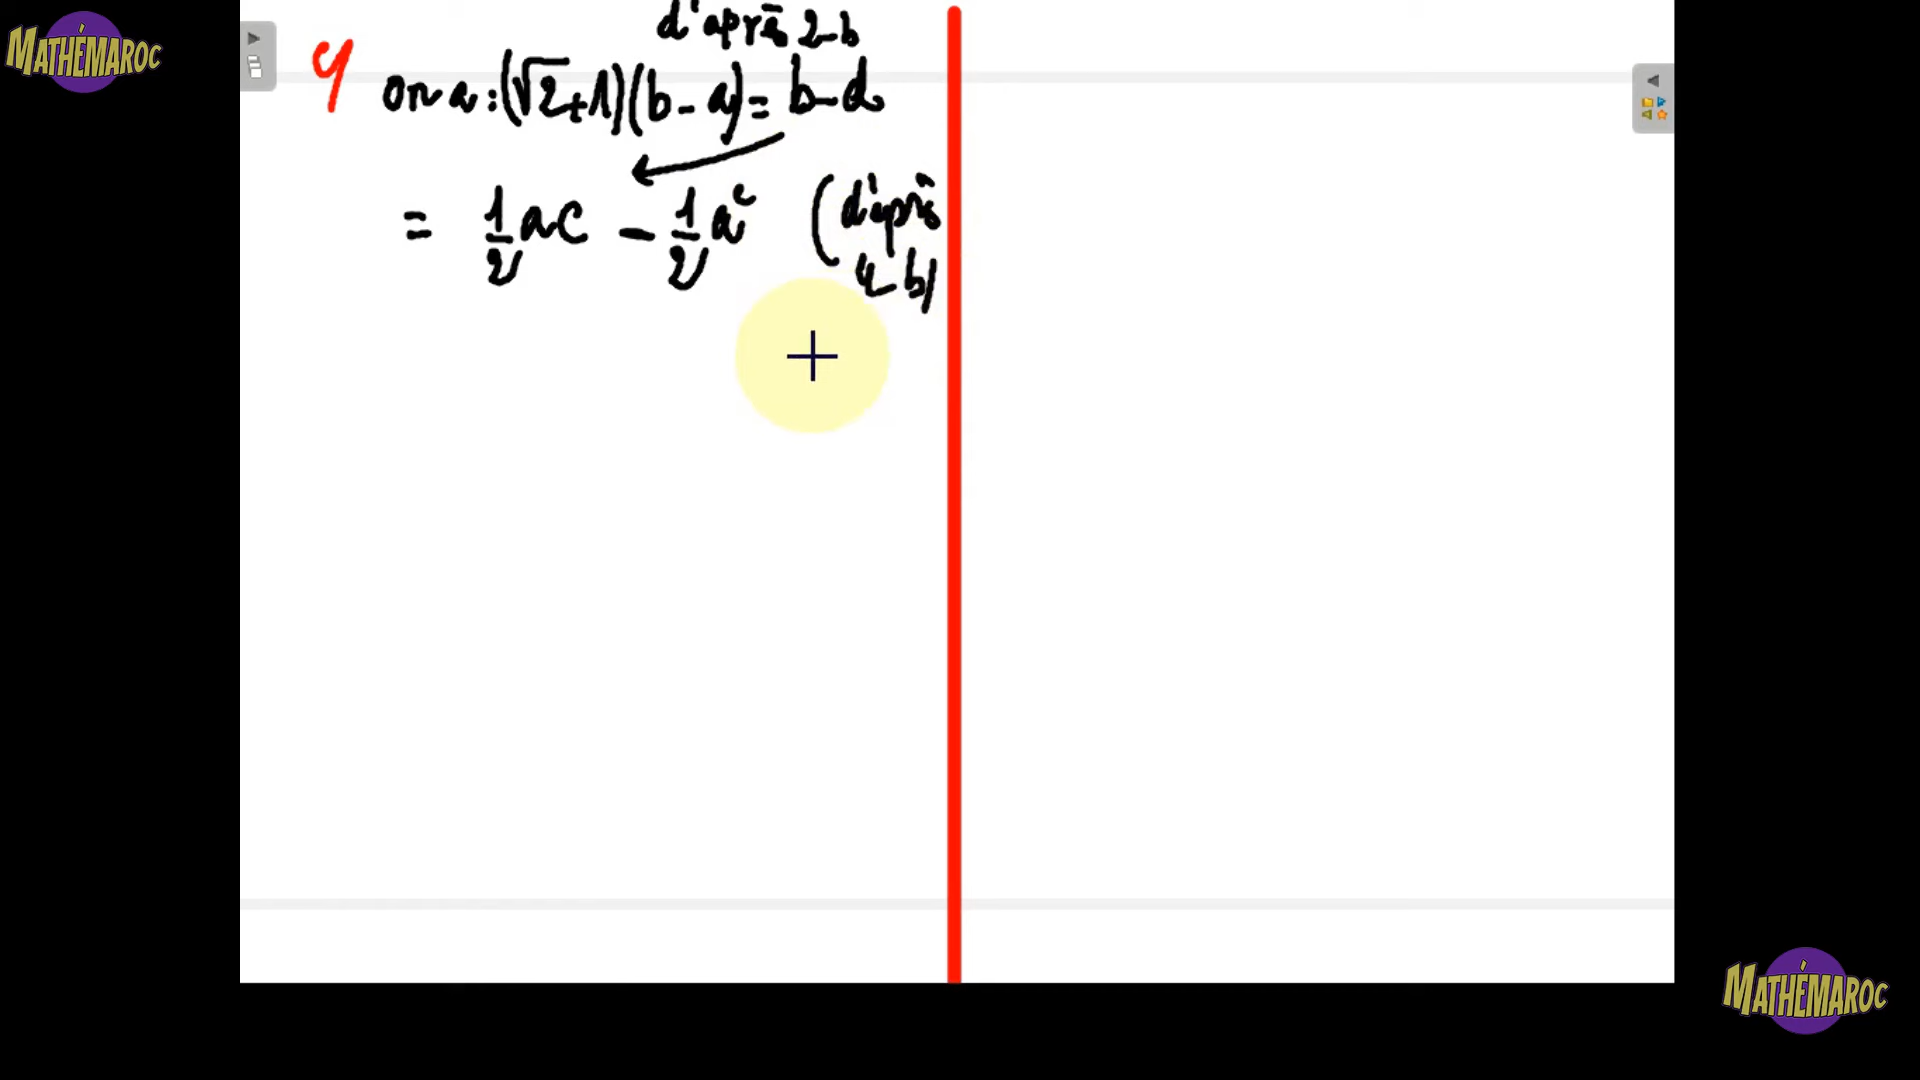 MATHÉMAROC
d'après 2-b
4 on a : (√2+1)(b-a) = b-d
= 1/2 ac - 1/2 a² (d'après
4-b)
MATHÉMAROC